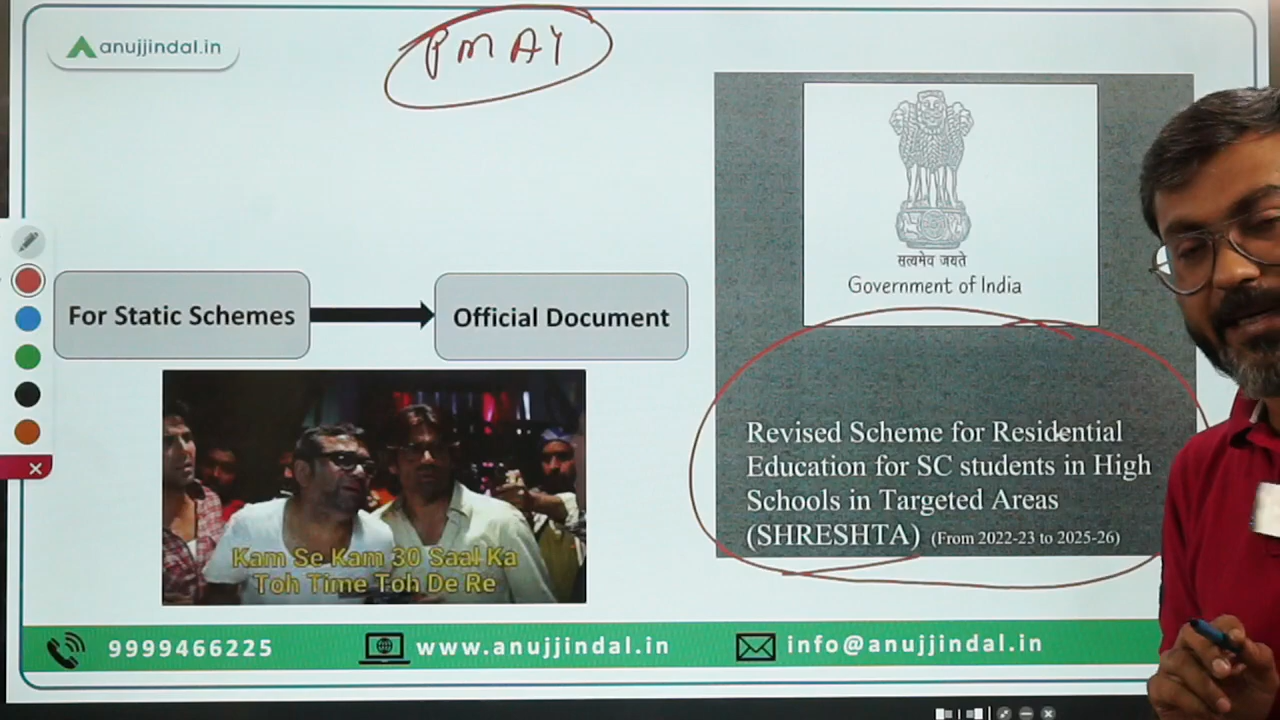 anujjindal.in
PMAY
सत्यमेव जयते
Government of India
For Static Schemes
Official Document
Revised Scheme for Residential
Education for SC students in High
Schools in Targeted Areas
(SHRESHTA) (From 2022-23 to 2025-26)
Kam Se Kam 30 Saal Ka
Toh Time Toh De Re
9999466225
www.anujjindal.in
info@anujjindal.in